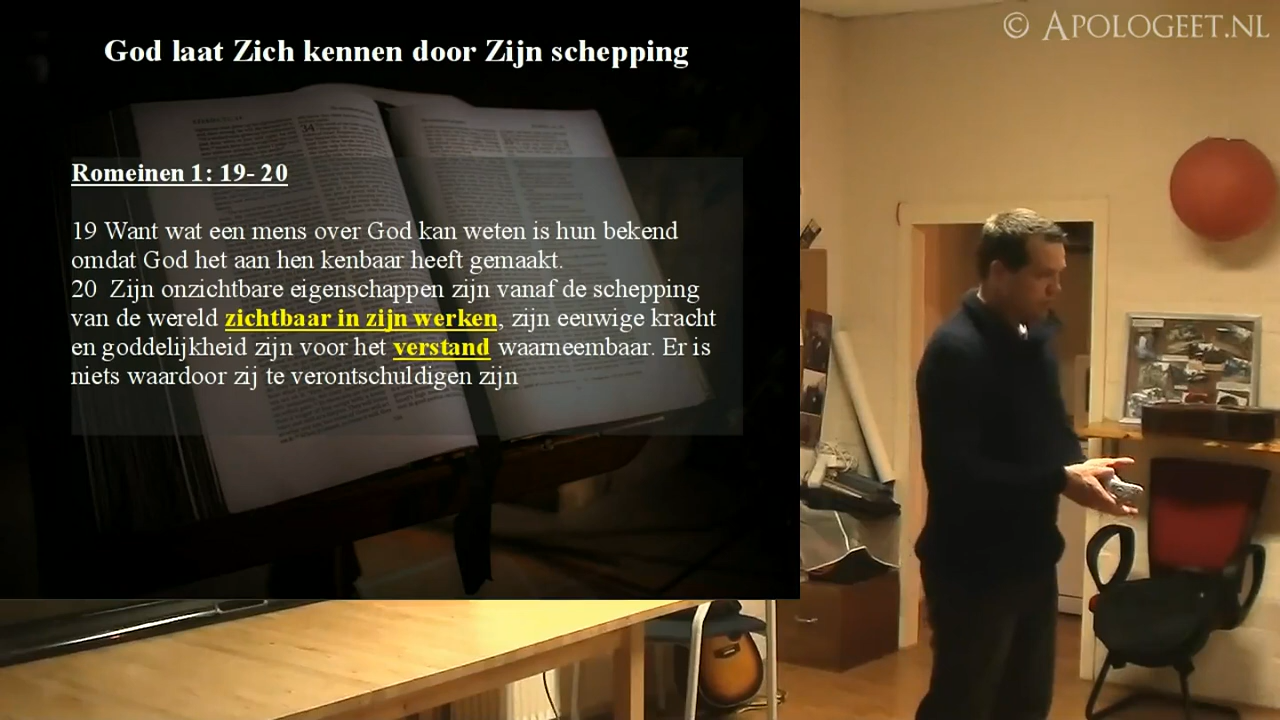 © APOLOGEET.NL
God laat Zich kennen door Zijn schepping
34
Romeinen 1: 19- 20
19 Want wat een mens over God kan weten is hun bekend
omdat God het aan hen kenbaar heeft gemaakt.
20  Zijn onzichtbare eigenschappen zijn vanaf de schepping
van de wereld zichtbaar in zijn werken, zijn eeuwige kracht
en goddelijkheid zijn voor het verstand waarneembaar. Er is
niets waardoor zij te verontschuldigen zijn